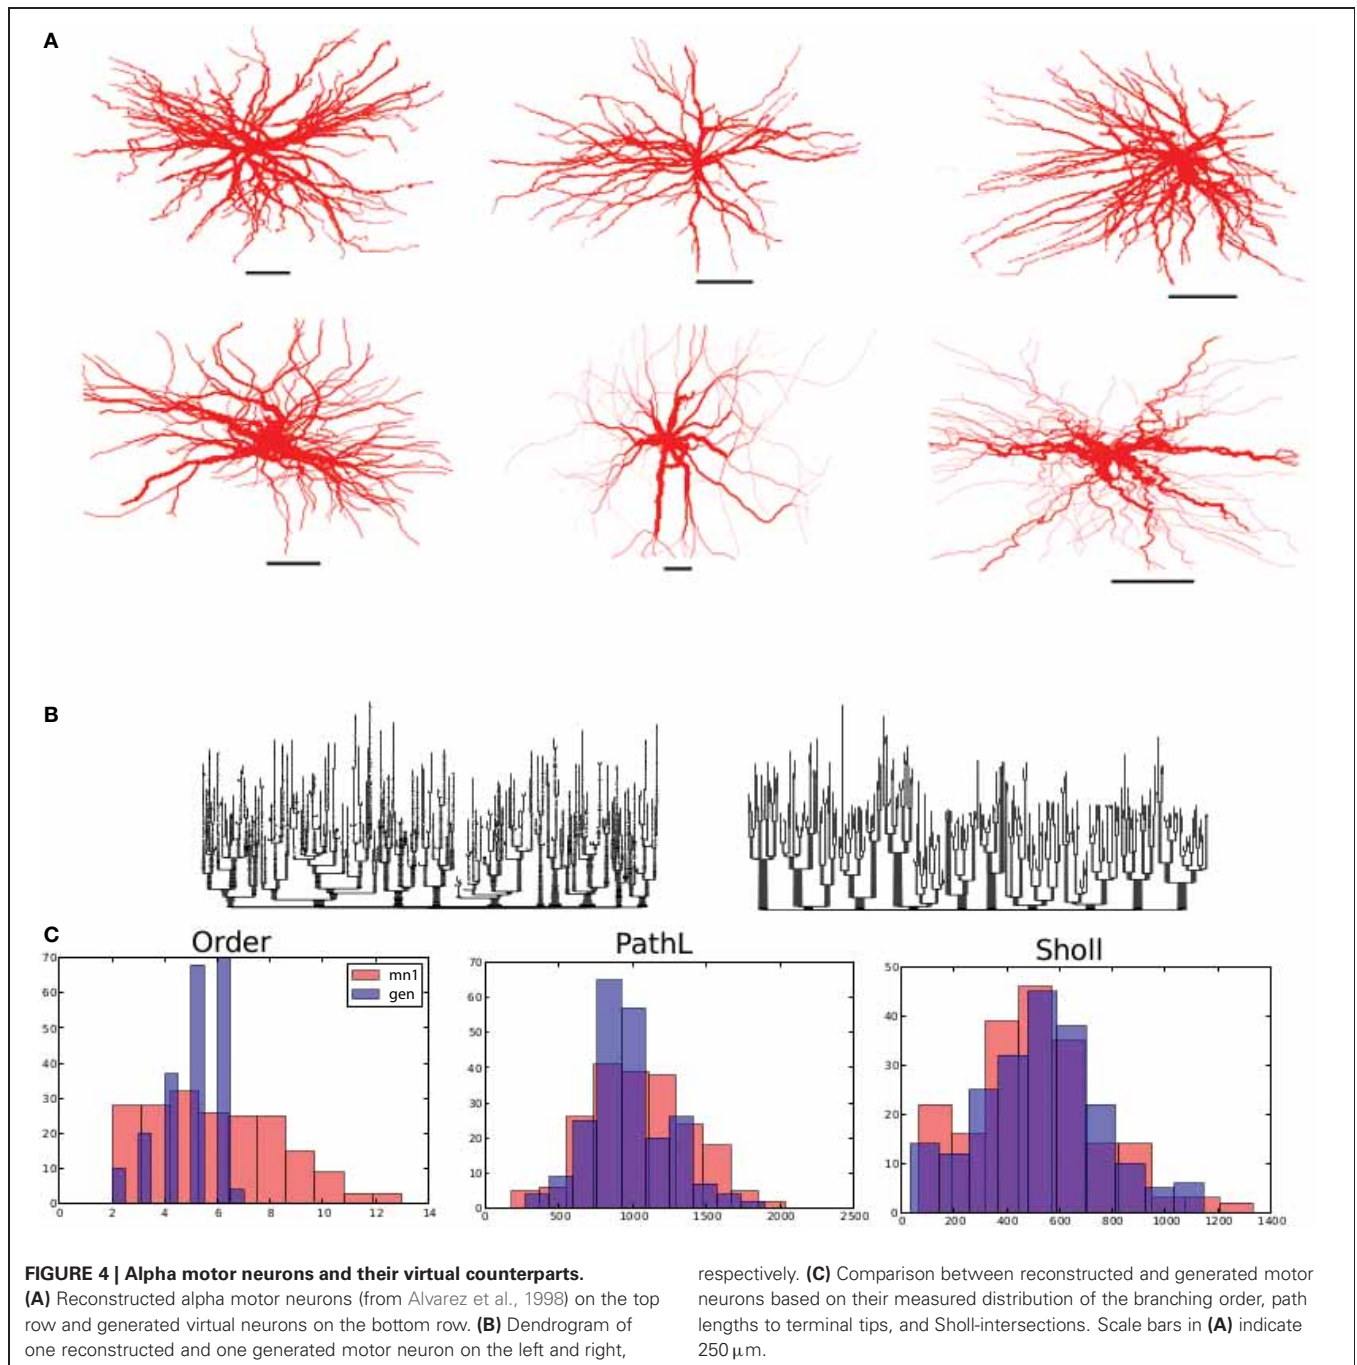 A
B
C
Order
70
60
50
40
30
20
10
0
0 2 4 6 8 10 12 14
mn1
gen
PathL
70
60
50
40
30
20
10
0
0 500 1000 1500 2000 2500
Sholl
50
40
30
20
10
0
0 200 400 600 800 1000 1200 1400
FIGURE 4 | Alpha motor neurons and their virtual counterparts.
(A) Reconstructed alpha motor neurons (from Alvarez et al., 1998) on the top
row and generated virtual neurons on the bottom row. (B) Dendrogram of
one reconstructed and one generated motor neuron on the left and right,
respectively. (C) Comparison between reconstructed and generated motor
neurons based on their measured distribution of the branching order, path
lengths to terminal tips, and Sholl-intersections. Scale bars in (A) indicate
250 μm.